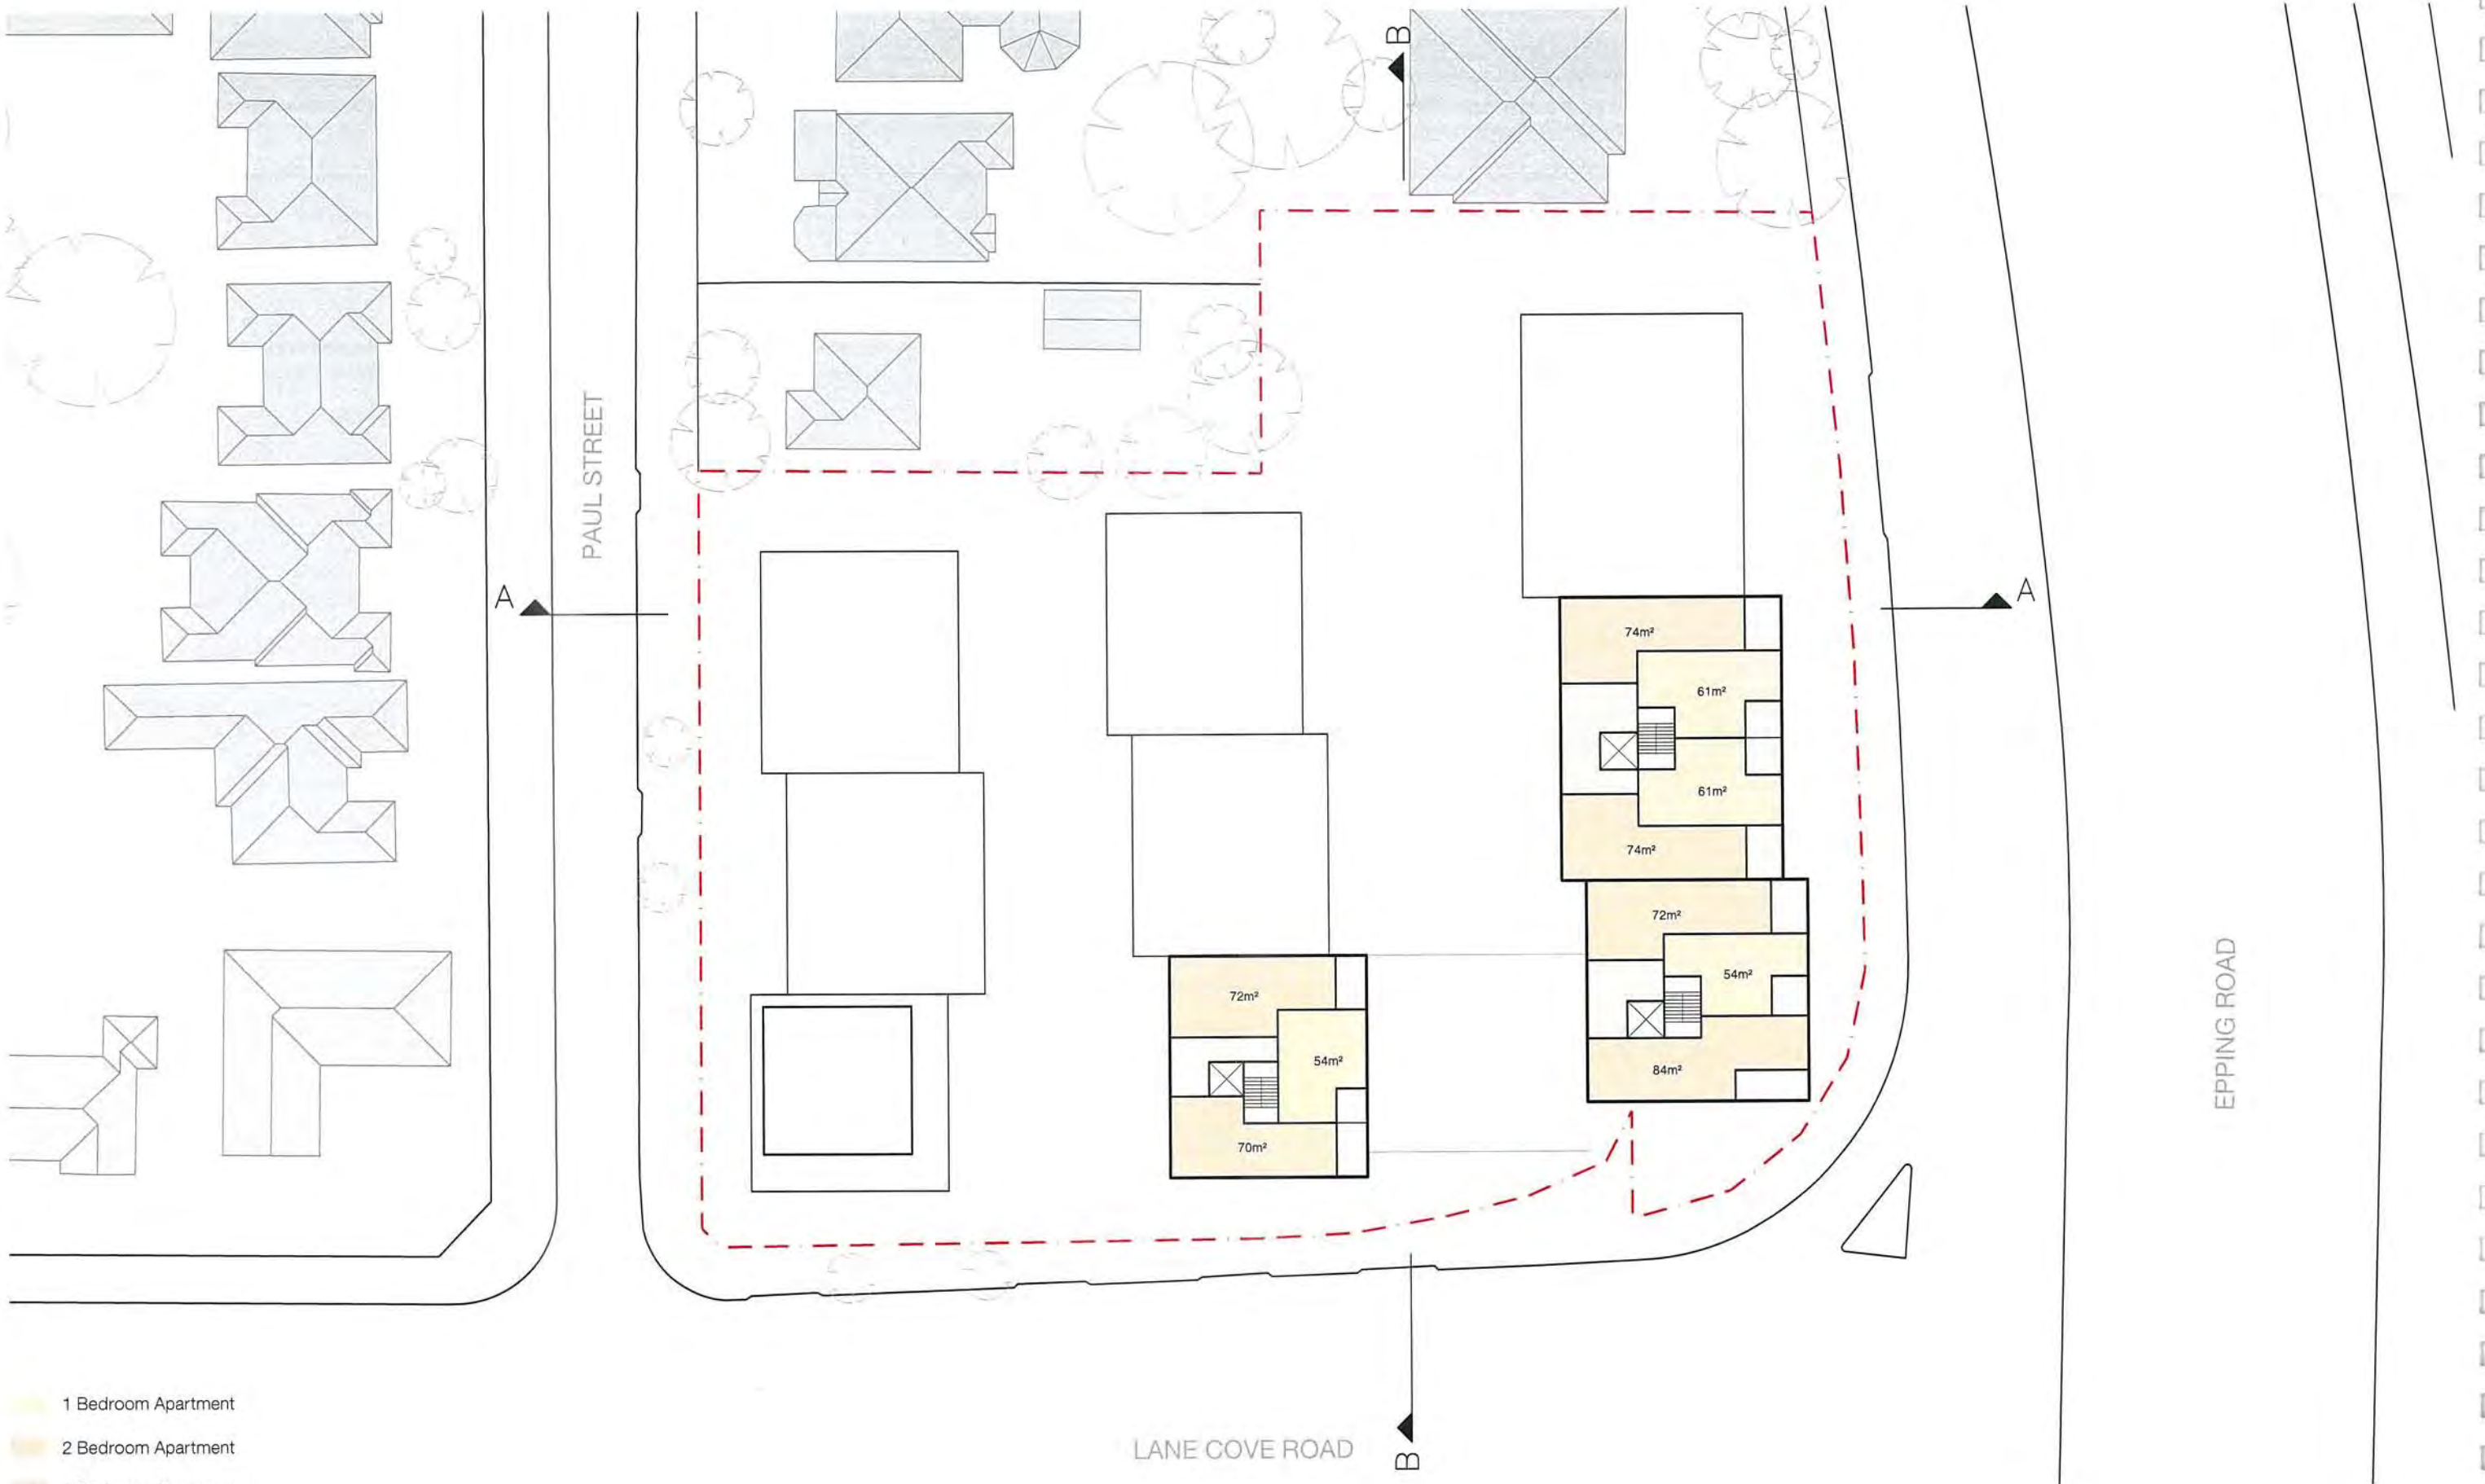 B
PAUL STREET
A
A
74m²
61m²
61m²
74m²
72m²
54m²
84m²
72m²
54m²
70m²
EPPING ROAD
1 Bedroom Apartment
2 Bedroom Apartment
LANE COVE ROAD
B